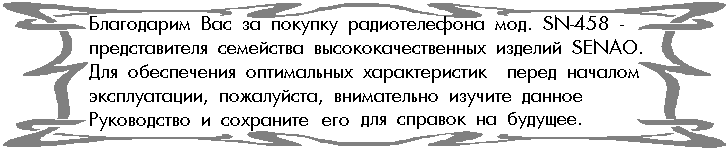 Благодарим Вас за покупку радиотелефона мод. SN-458 -
представителя семейства высококачественных изделий SENAO.
Для обеспечения оптимальных характеристик перед началом
эксплуатации, пожалуйста, внимательно изучите данное
Руководство и сохраните его для справок на будущее.